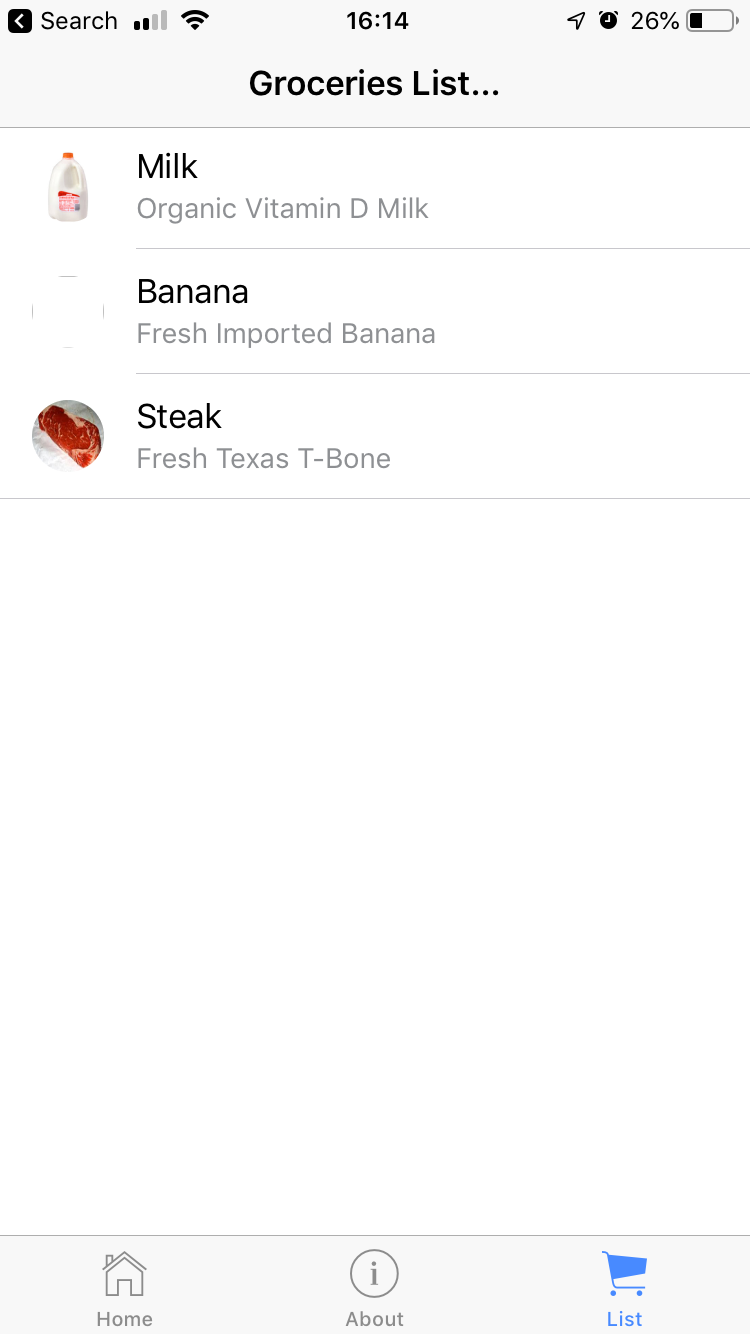 Search 16:14 26%
Groceries List...
Milk
Organic Vitamin D Milk
Banana
Fresh Imported Banana
Steak
Fresh Texas T-Bone
Home About List